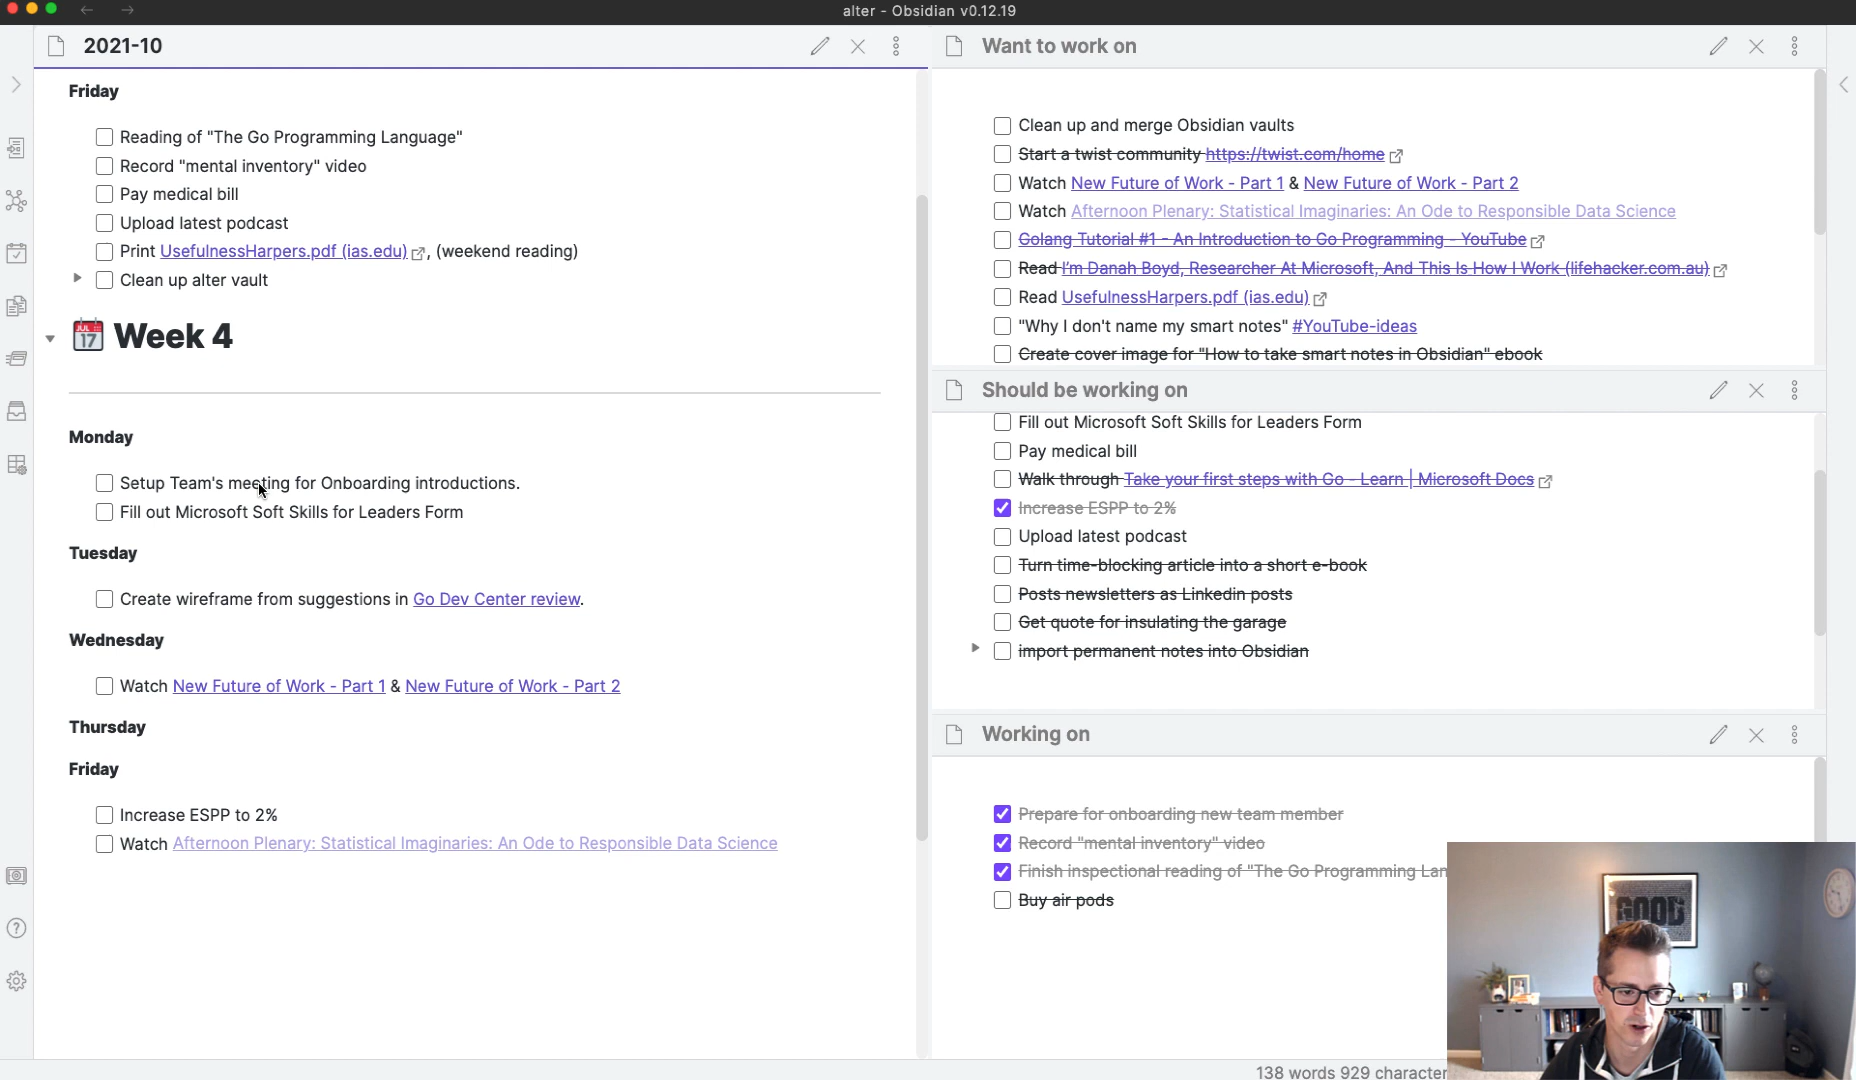 alter - Obsidian v0.12.19
2021-10
Friday
Reading of "The Go Programming Language"
Record "mental inventory" video
Pay medical bill
Upload latest podcast
Print UsefulnessHarpers.pdf (ias.edu), (weekend reading)
Clean up alter vault
JUL 17 Week 4
Monday
Setup Team's meeting for Onboarding introductions.
Fill out Microsoft Soft Skills for Leaders Form
Tuesday
Create wireframe from suggestions in Go Dev Center review.
Wednesday
Watch New Future of Work - Part 1 & New Future of Work - Part 2
Thursday
Friday
Increase ESPP to 2%
Watch Afternoon Plenary: Statistical Imaginaries: An Ode to Responsible Data Science
Want to work on
Clean up and merge Obsidian vaults
Start a twist community https://twist.com/home
Watch New Future of Work - Part 1 & New Future of Work - Part 2
Watch Afternoon Plenary: Statistical Imaginaries: An Ode to Responsible Data Science
Golang Tutorial #1 - An Introduction to Go Programming - YouTube
Read I'm Danah Boyd, Researcher At Microsoft, And This Is How I Work (lifehacker.com.au)
Read UsefulnessHarpers.pdf (ias.edu)
"Why I don't name my smart notes" #YouTube-ideas
Create cover image for "How to take smart notes in Obsidian" ebook
Should be working on
Fill out Microsoft Soft Skills for Leaders Form
Pay medical bill
Walk through Take your first steps with Go - Learn | Microsoft Docs
Increase ESPP to 2%
Upload latest podcast
Turn time-blocking article into a short e-book
Posts newsletters as Linkedin posts
Get quote for insulating the garage
import permanent notes into Obsidian
Working on
Prepare for onboarding new team member
Record "mental inventory" video
Finish inspectional reading of "The Go Programming Lan
Buy air pods
GOOD
138 words 929 character